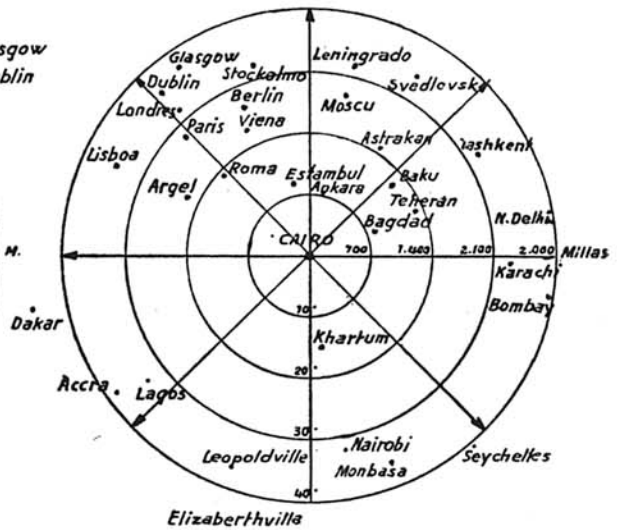 sgow
blin
Glasgow
Stockolmo
Leningrado
Svedlovsk
Dublin
Berlin
Moscu
Londres
Paris
Viena
Astrakan
Tashkent
Lisboa
Roma
Estambul
Ankara
Baku
Argel
Teheran
Bagdad
N. Delhi
CAIRO
M.
700
1.400
2.100
2.000
Millas
Karachi
Bombay
Dakar
10°
Khartum
20°
Accra
Lagos
30°
Nairobi
Leopoldville
Monbasa
Seychelles
40°
Elizaberthville